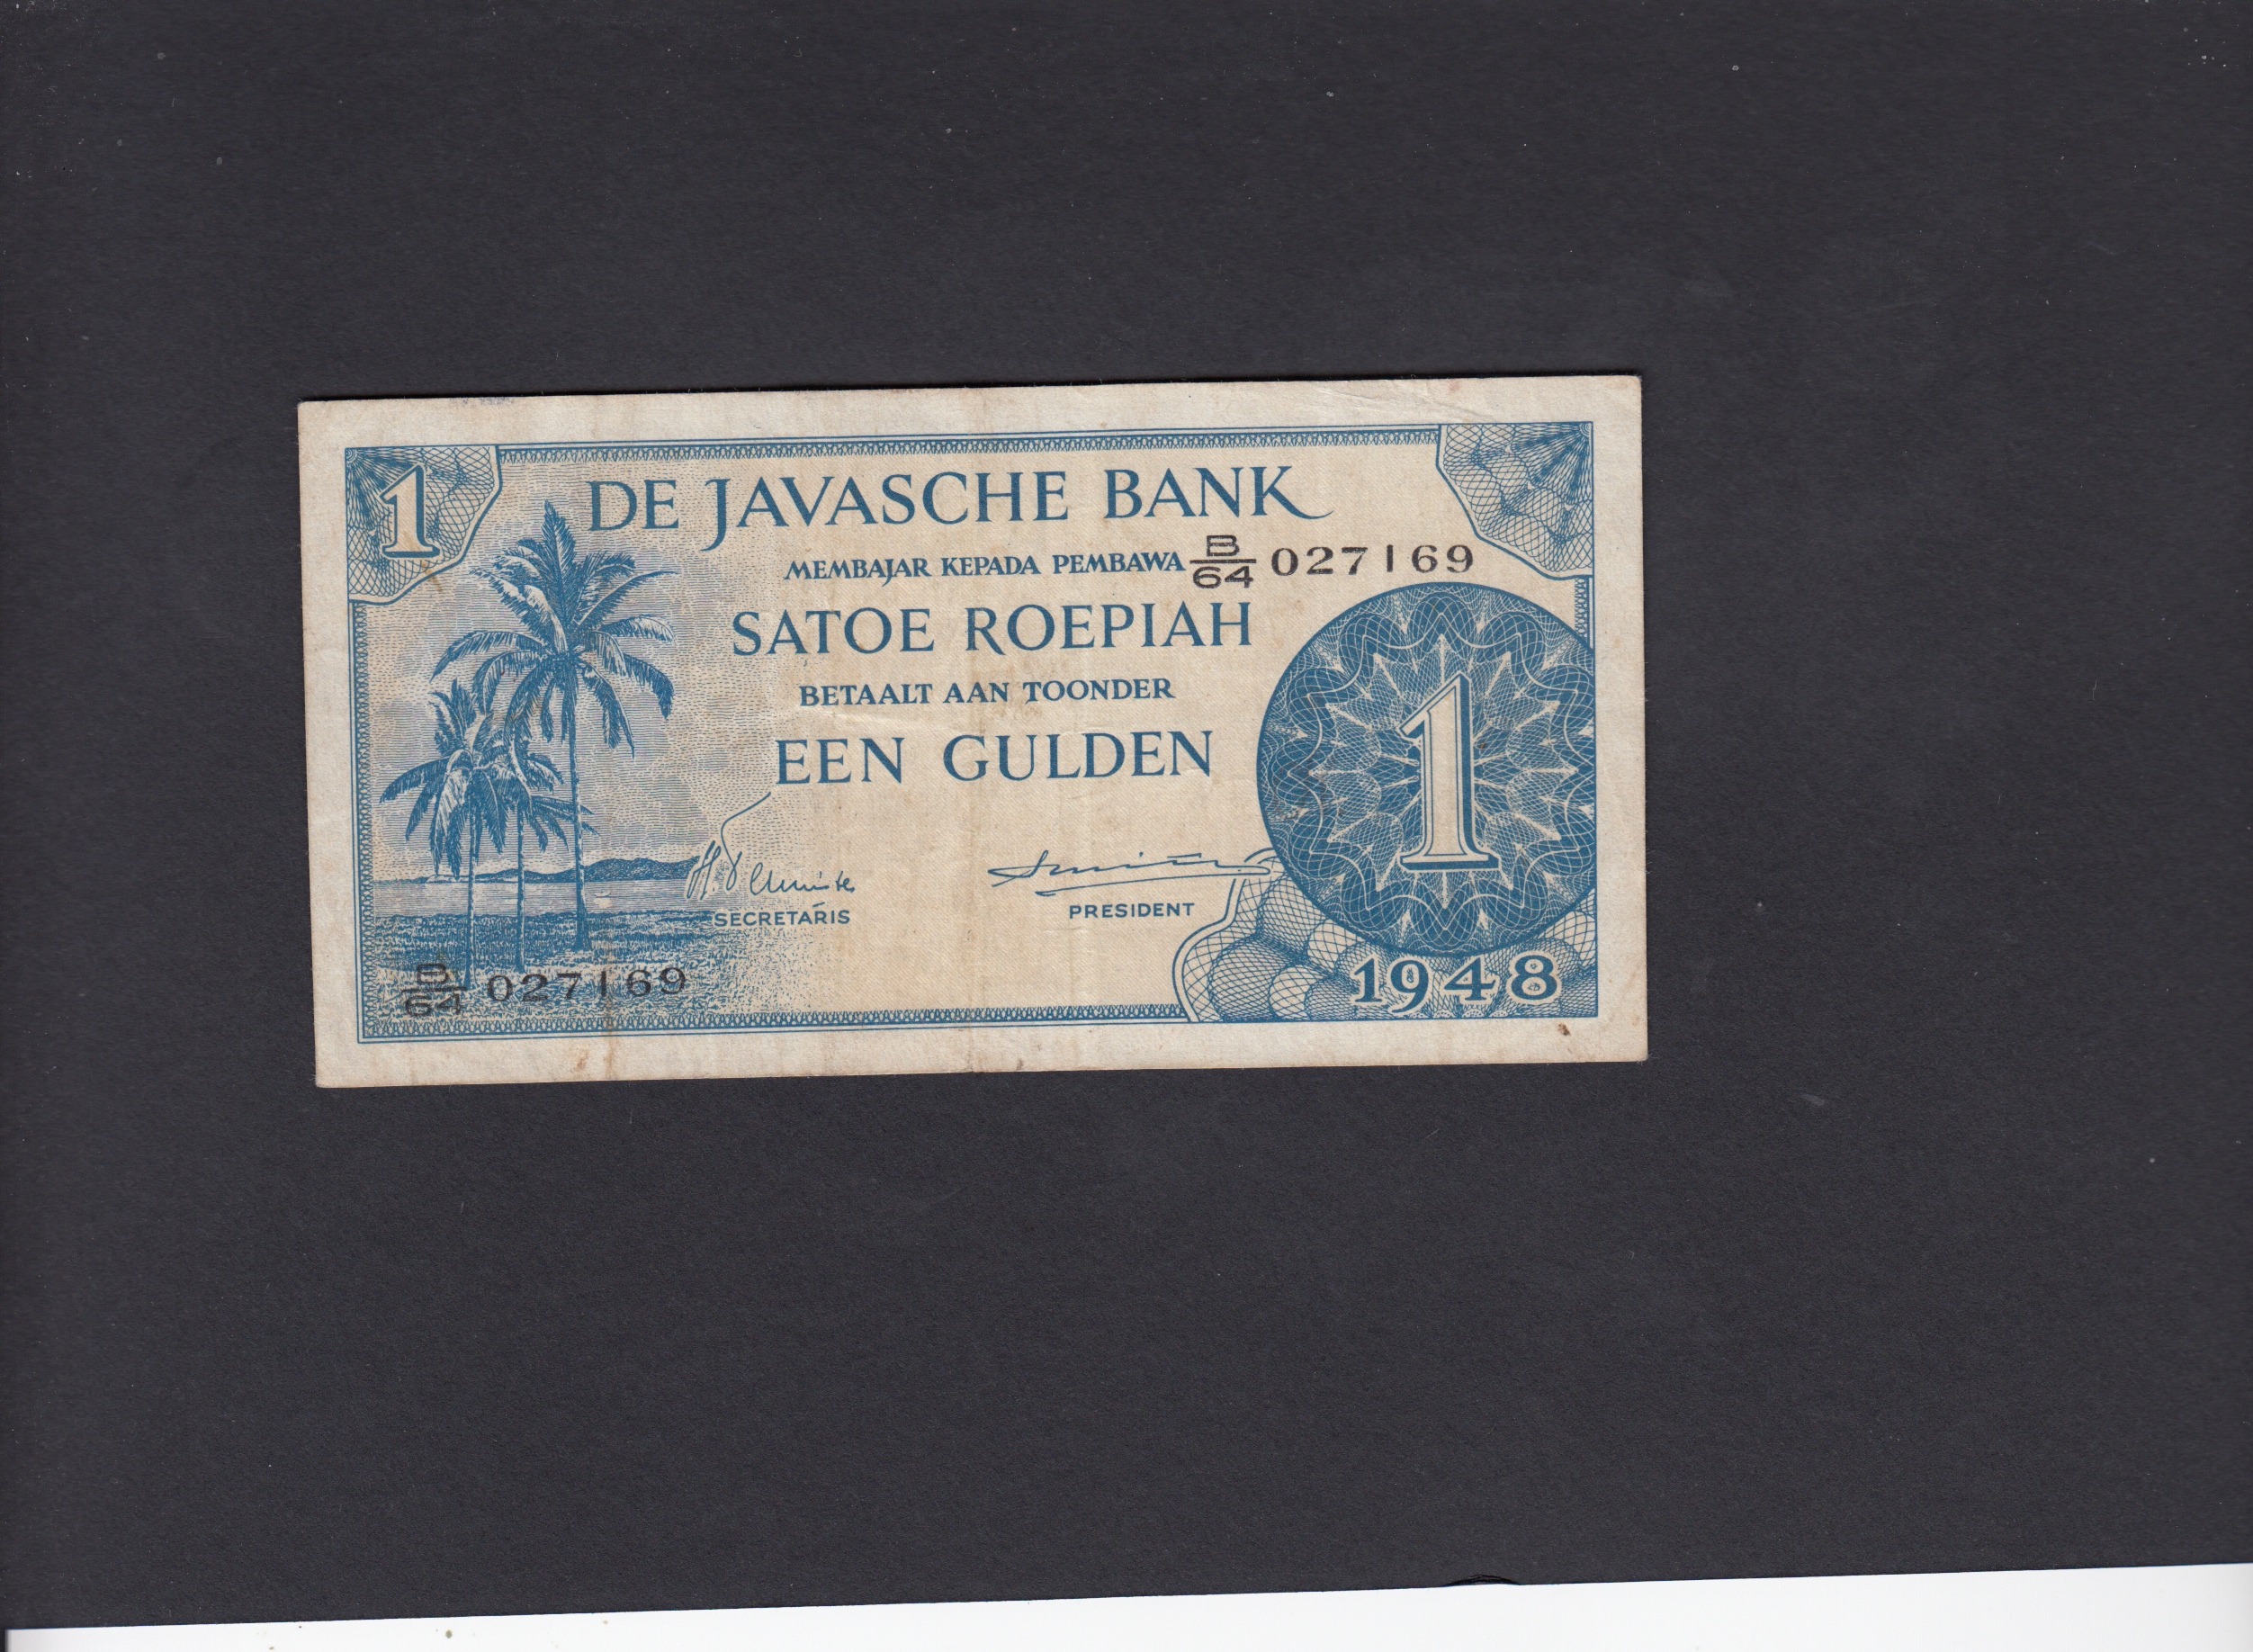 1
DE JAVASCHE BANK
MEMBAJAR KEPADA PEMBAWA B/64 027169
SATOE ROEPIAH
BETAALT AAN TOONDER
EEN GULDEN
1
SECRETARIS
PRESIDENT
B/64 027169
1948